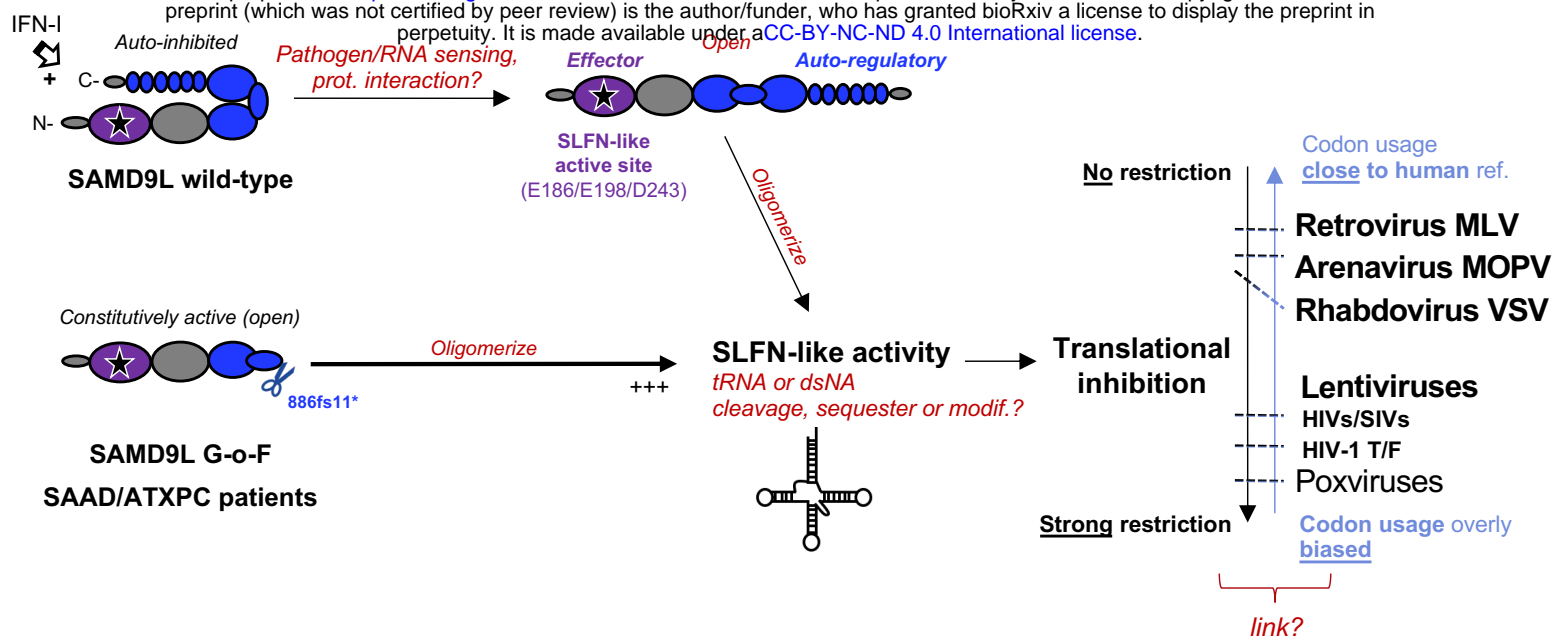 preprint (which was not certified by peer review) is the author/funder, who has granted bioRxiv a license to display the preprint in
perpetuity. It is made available under aCC-BY-NC-ND 4.0 International license.
IFN-I
+
Auto-inhibited
C-
N-
SAMD9L wild-type
Pathogen/RNA sensing,
prot. interaction?
Open
Effector
Auto-regulatory
SLFN-like
active site
(E186/E198/D243)
Oligomerize
Constitutively active (open)
886fs11*
SAMD9L G-o-F
SAAD/ATXPC patients
Oligomerize
+++
SLFN-like activity
tRNA or dsNA
cleavage, sequester or modif.?
Translational
inhibition
No restriction
Strong restriction
Codon usage
close to human ref.
Retrovirus MLV
Arenavirus MOPV
Rhabdovirus VSV
Lentiviruses
HIVs/SIVs
HIV-1 T/F
Poxviruses
Codon usage overly
biased
link?